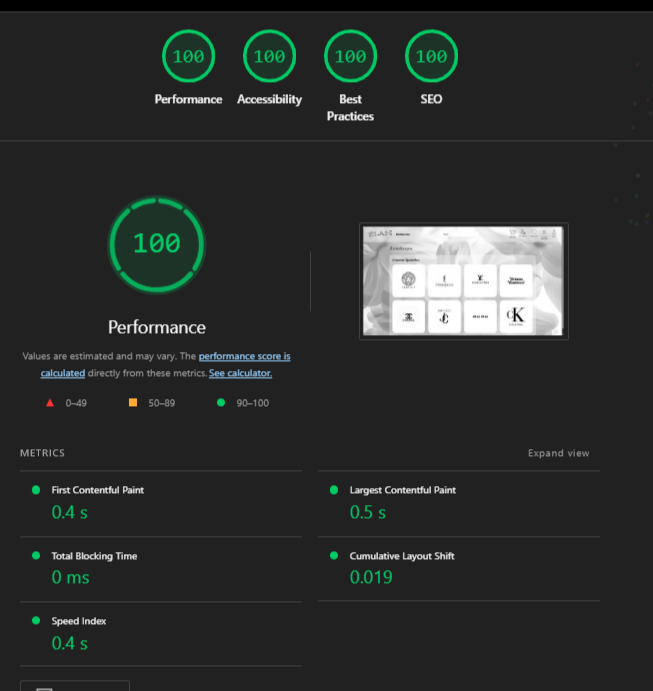 100
100
100
100
Performance
Accessibility
Best
Practices
SEO
100
Performance
Values are estimated and may vary. The performance score is
calculated directly from these metrics. See calculator.
0–49
50–89
90–100
METRICS
Expand view
First Contentful Paint
0.4 s
Largest Contentful Paint
0.5 s
Total Blocking Time
0 ms
Cumulative Layout Shift
0.019
Speed Index
0.4 s